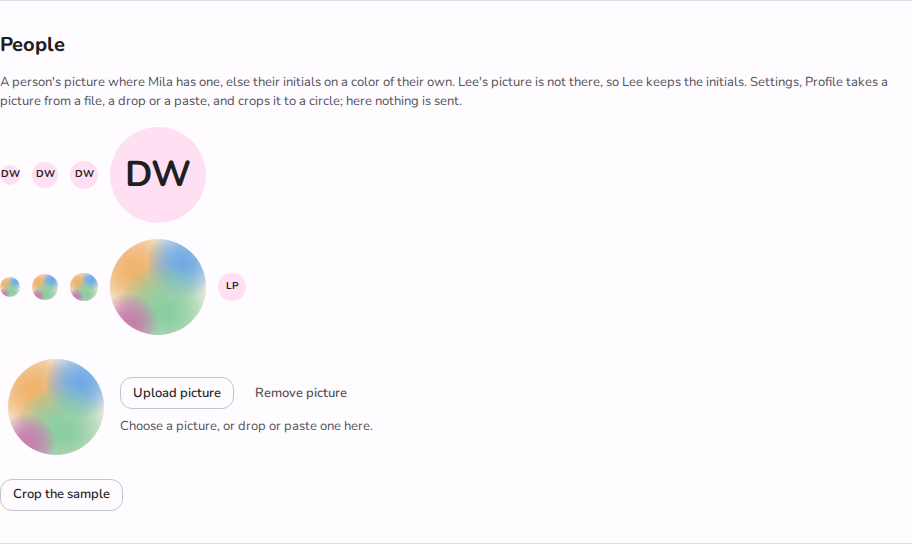 People
A person's picture where Mila has one, else their initials on a color of their own. Lee's picture is not there, so Lee keeps the initials. Settings, Profile takes a
picture from a file, a drop or a paste, and crops it to a circle; here nothing is sent.
DW DW DW DW
LP
Upload picture Remove picture
Choose a picture, or drop or paste one here.
Crop the sample